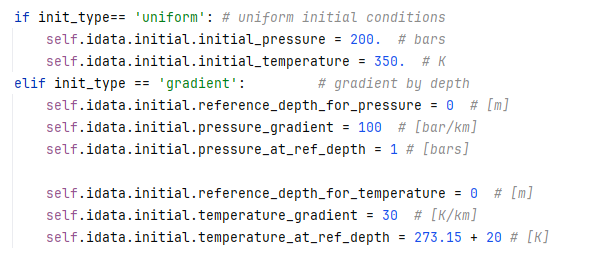 if init_type== 'uniform': # uniform initial conditions
    self.idata.initial.initial_pressure = 200.  # bars
    self.idata.initial.initial_temperature = 350.  # K
elif init_type == 'gradient':         # gradient by depth
    self.idata.initial.reference_depth_for_pressure = 0  # [m]
    self.idata.initial.pressure_gradient = 100  # [bar/km]
    self.idata.initial.pressure_at_ref_depth = 1 # [bars]
    self.idata.initial.reference_depth_for_temperature = 0  # [m]
    self.idata.initial.temperature_gradient = 30  # [K/km]
    self.idata.initial.temperature_at_ref_depth = 273.15 + 20 # [K]